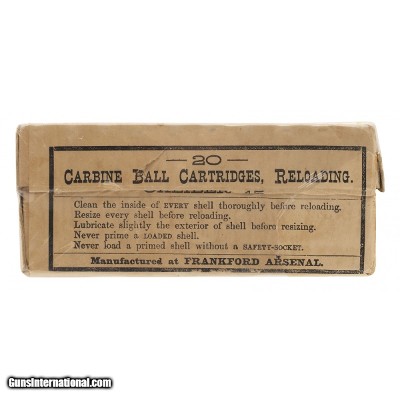 — 20 —
CARBINE BALL CARTRIDGES, RELOADING.
Clean the inside of EVERY shell thoroughly before reloading.
Resize every shell before reloading.
Lubricate slightly the exterior of shell before resizing.
Never prime a LOADED shell.
Never load a primed shell without a SAFETY-SOCKET.
Manufactured at FRANKFORD ARSENAL.
GunsInternational.com